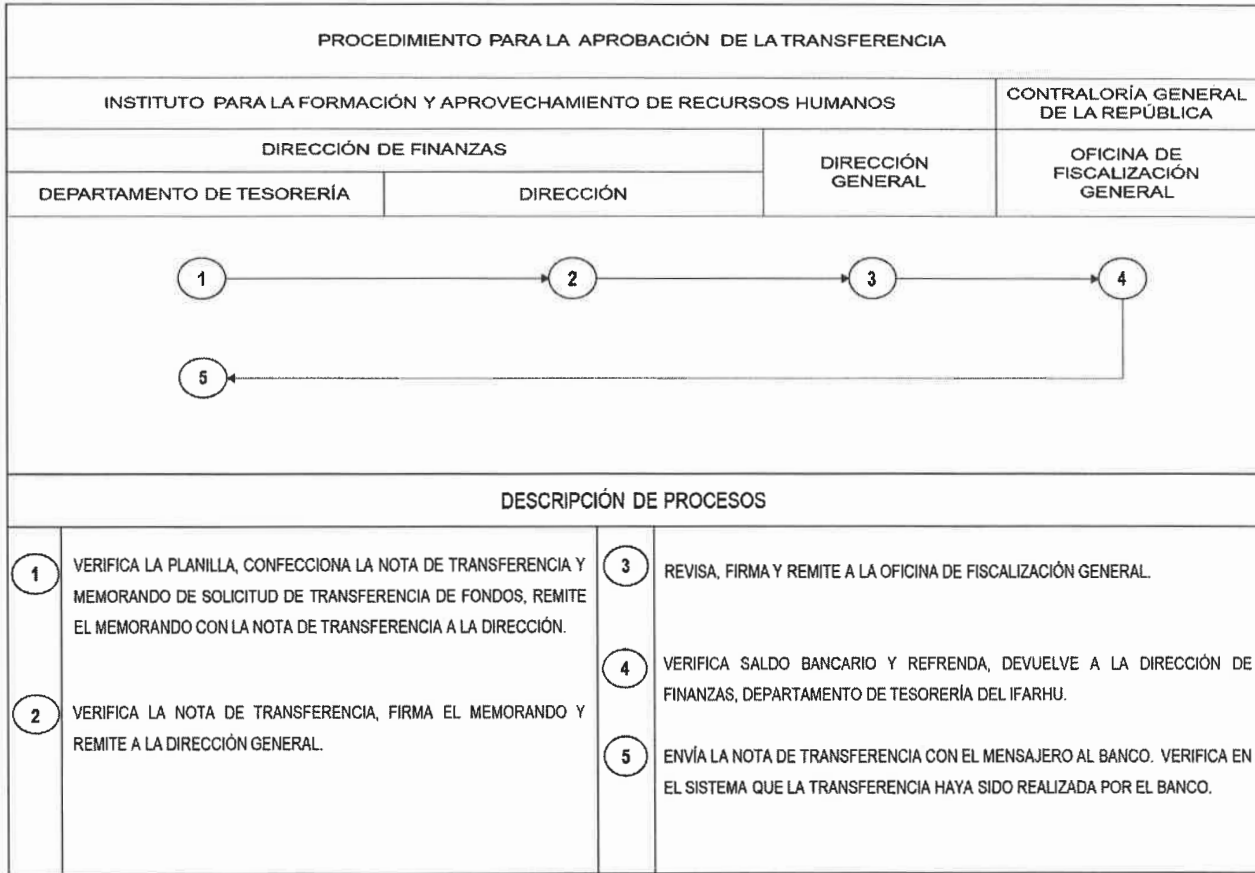 PROCEDIMIENTO PARA LA APROBACIÓN DE LA TRANSFERENCIA
INSTITUTO PARA LA FORMACIÓN Y APROVECHAMIENTO DE RECURSOS HUMANOS
CONTRALORÍA GENERAL
DE LA REPÚBLICA
DIRECCIÓN DE FINANZAS
DIRECCIÓN
GENERAL
OFICINA DE
FISCALIZACIÓN
GENERAL
DEPARTAMENTO DE TESORERÍA
DIRECCIÓN
1
2
3
4
5
DESCRIPCIÓN DE PROCESOS
1
VERIFICA LA PLANILLA, CONFECCIONA LA NOTA DE TRANSFERENCIA Y
MEMORANDO DE SOLICITUD DE TRANSFERENCIA DE FONDOS, REMITE
EL MEMORANDO CON LA NOTA DE TRANSFERENCIA A LA DIRECCIÓN.
2
VERIFICA LA NOTA DE TRANSFERENCIA, FIRMA EL MEMORANDO Y
REMITE A LA DIRECCIÓN GENERAL.
3
REVISA, FIRMA Y REMITE A LA OFICINA DE FISCALIZACIÓN GENERAL.
4
VERIFICA SALDO BANCARIO Y REFRENDA, DEVUELVE A LA DIRECCIÓN DE
FINANZAS, DEPARTAMENTO DE TESORERÍA DEL IFARHU.
5
ENVÍA LA NOTA DE TRANSFERENCIA CON EL MENSAJERO AL BANCO. VERIFICA EN
EL SISTEMA QUE LA TRANSFERENCIA HAYA SIDO REALIZADA POR EL BANCO.